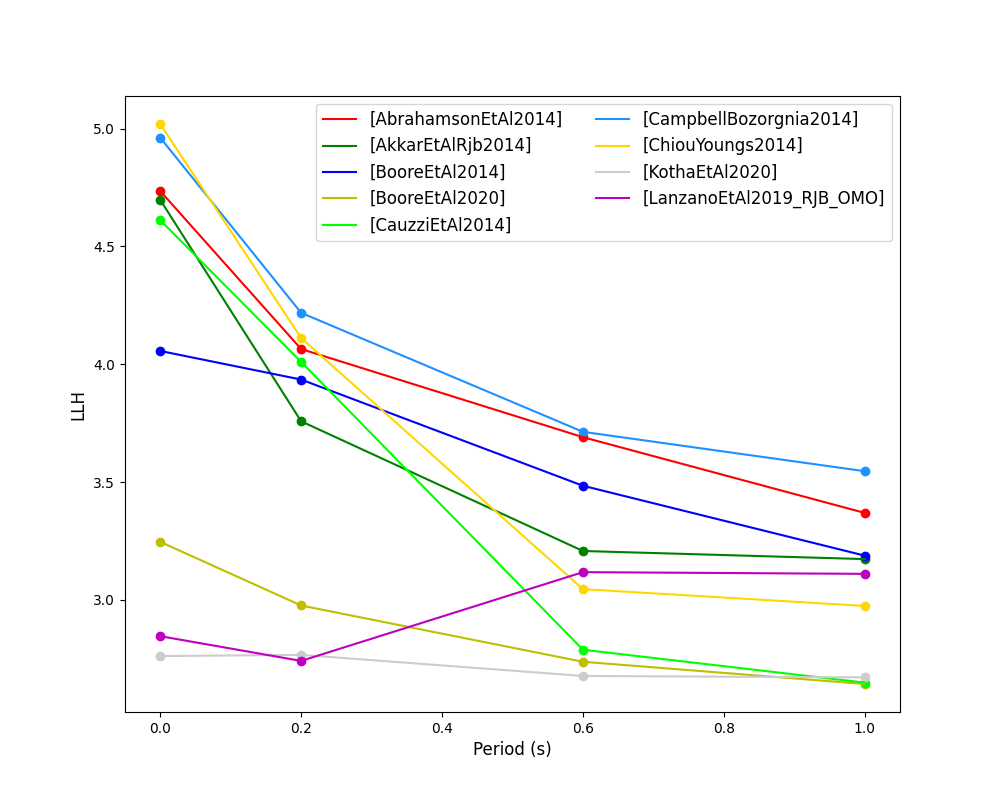 [AbrahamsonEtAl2014]
[AkkarEtAlRjb2014]
[BooreEtAl2014]
[BooreEtAl2020]
[CauzziEtAl2014]
[CampbellBozorgnia2014]
[ChiouYoungs2014]
[KothaEtAl2020]
[LanzanoEtAl2019_RJB_OMO]
LLH
5.0
4.5
4.0
3.5
3.0
0.0
0.2
0.4
0.6
0.8
1.0
Period (s)